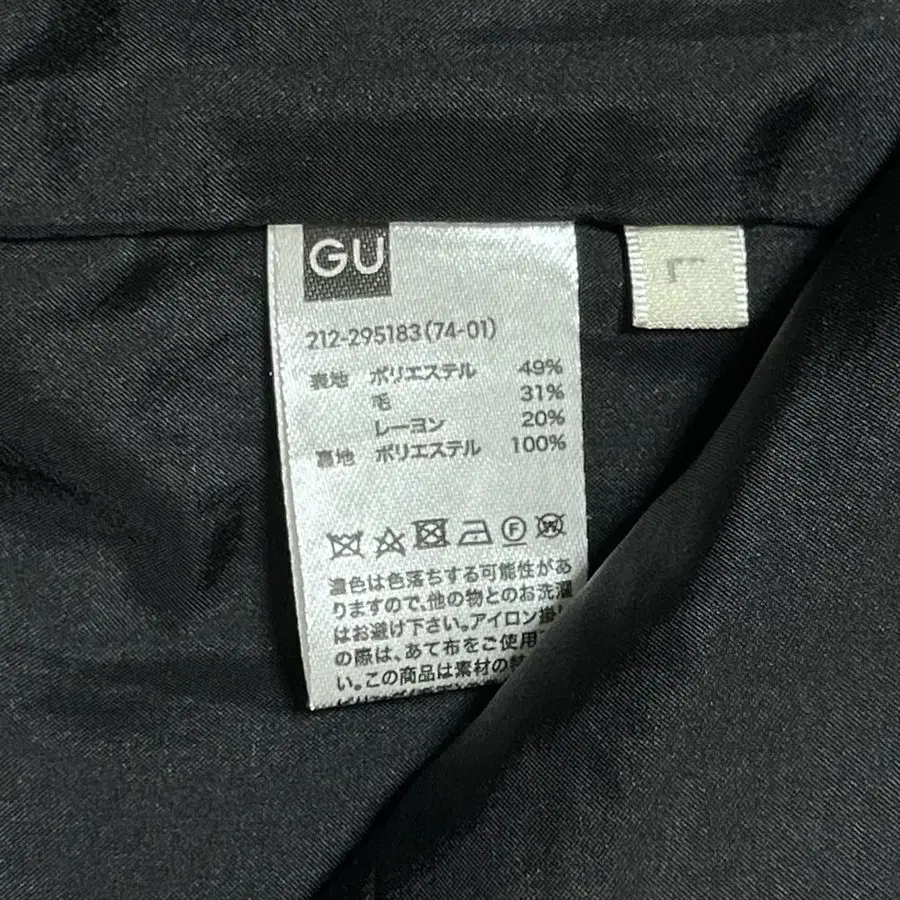 GU
L
212-295183(74-01)
表地 ポリエステル 49%
毛 31%
レーヨン 20%
裏地 ポリエステル 100%
F
W
濃色は色落ちする可能性があ
りますので、他の物とのお洗濯
はお避け下さい。アイロン掛け
の際は、あて布をご使用
い。この商品は素材の特